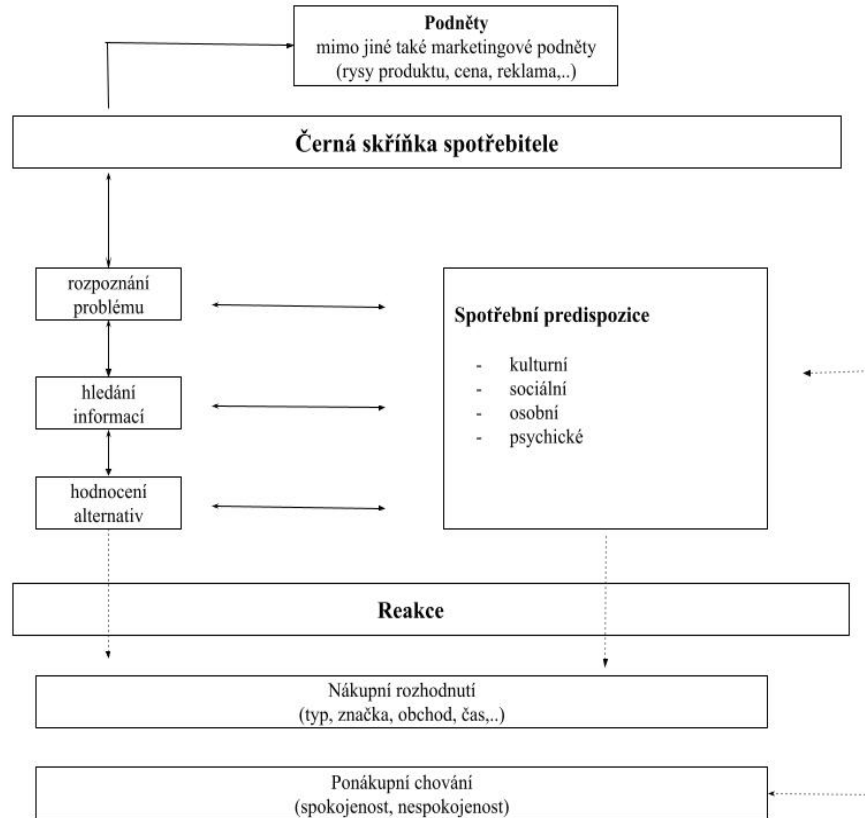 Podněty
mimo jiné také marketingové podněty
(rysy produktu, cena, reklama,..)
Černá skříňka spotřebitele
rozpoznání
problému
hledání
informací
hodnocení
alternativ
Spotřební predispozice
- kulturní
- sociální
- osobní
- psychické
Reakce
Nákupní rozhodnutí
(typ, značka, obchod, čas,..)
Ponákupní chování
(spokojenost, nespokojenost)